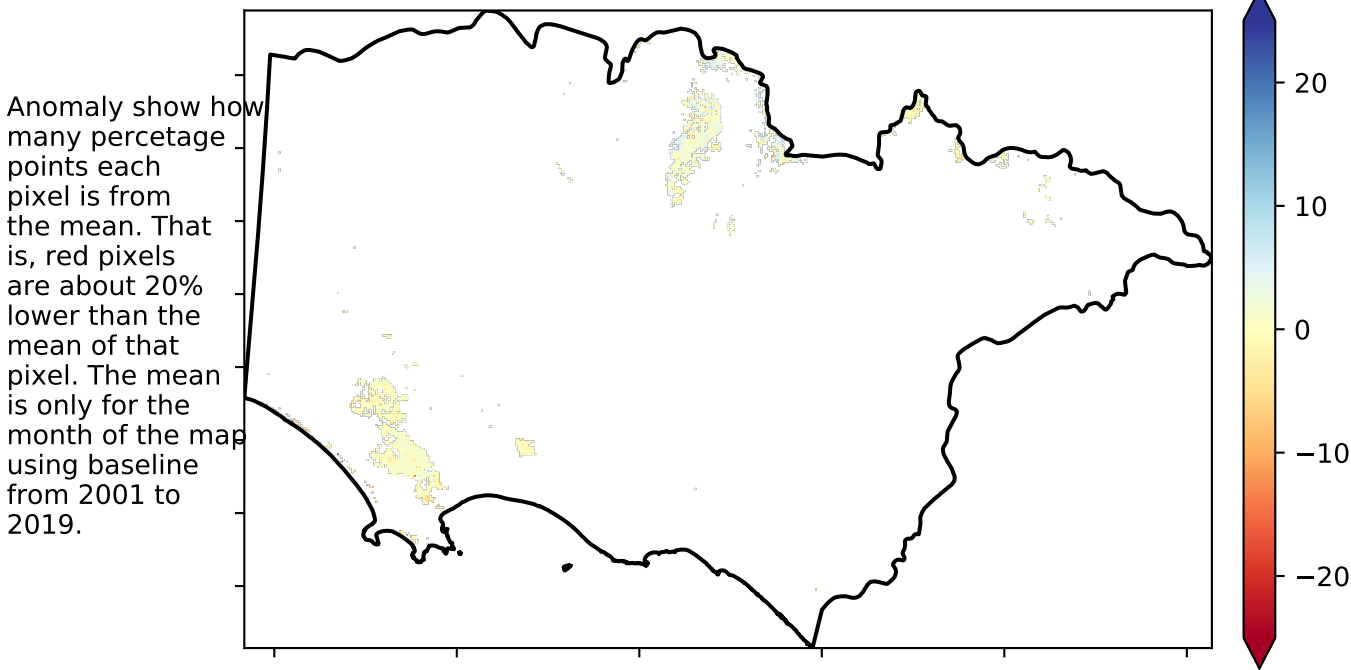 Anomaly show how
many percetage
points each
pixel is from
the mean. That
is, red pixels
are about 20%
lower than the
mean of that
pixel. The mean
is only for the
month of the map
using baseline
from 2001 to
2019.
20
10
0
−10
−20